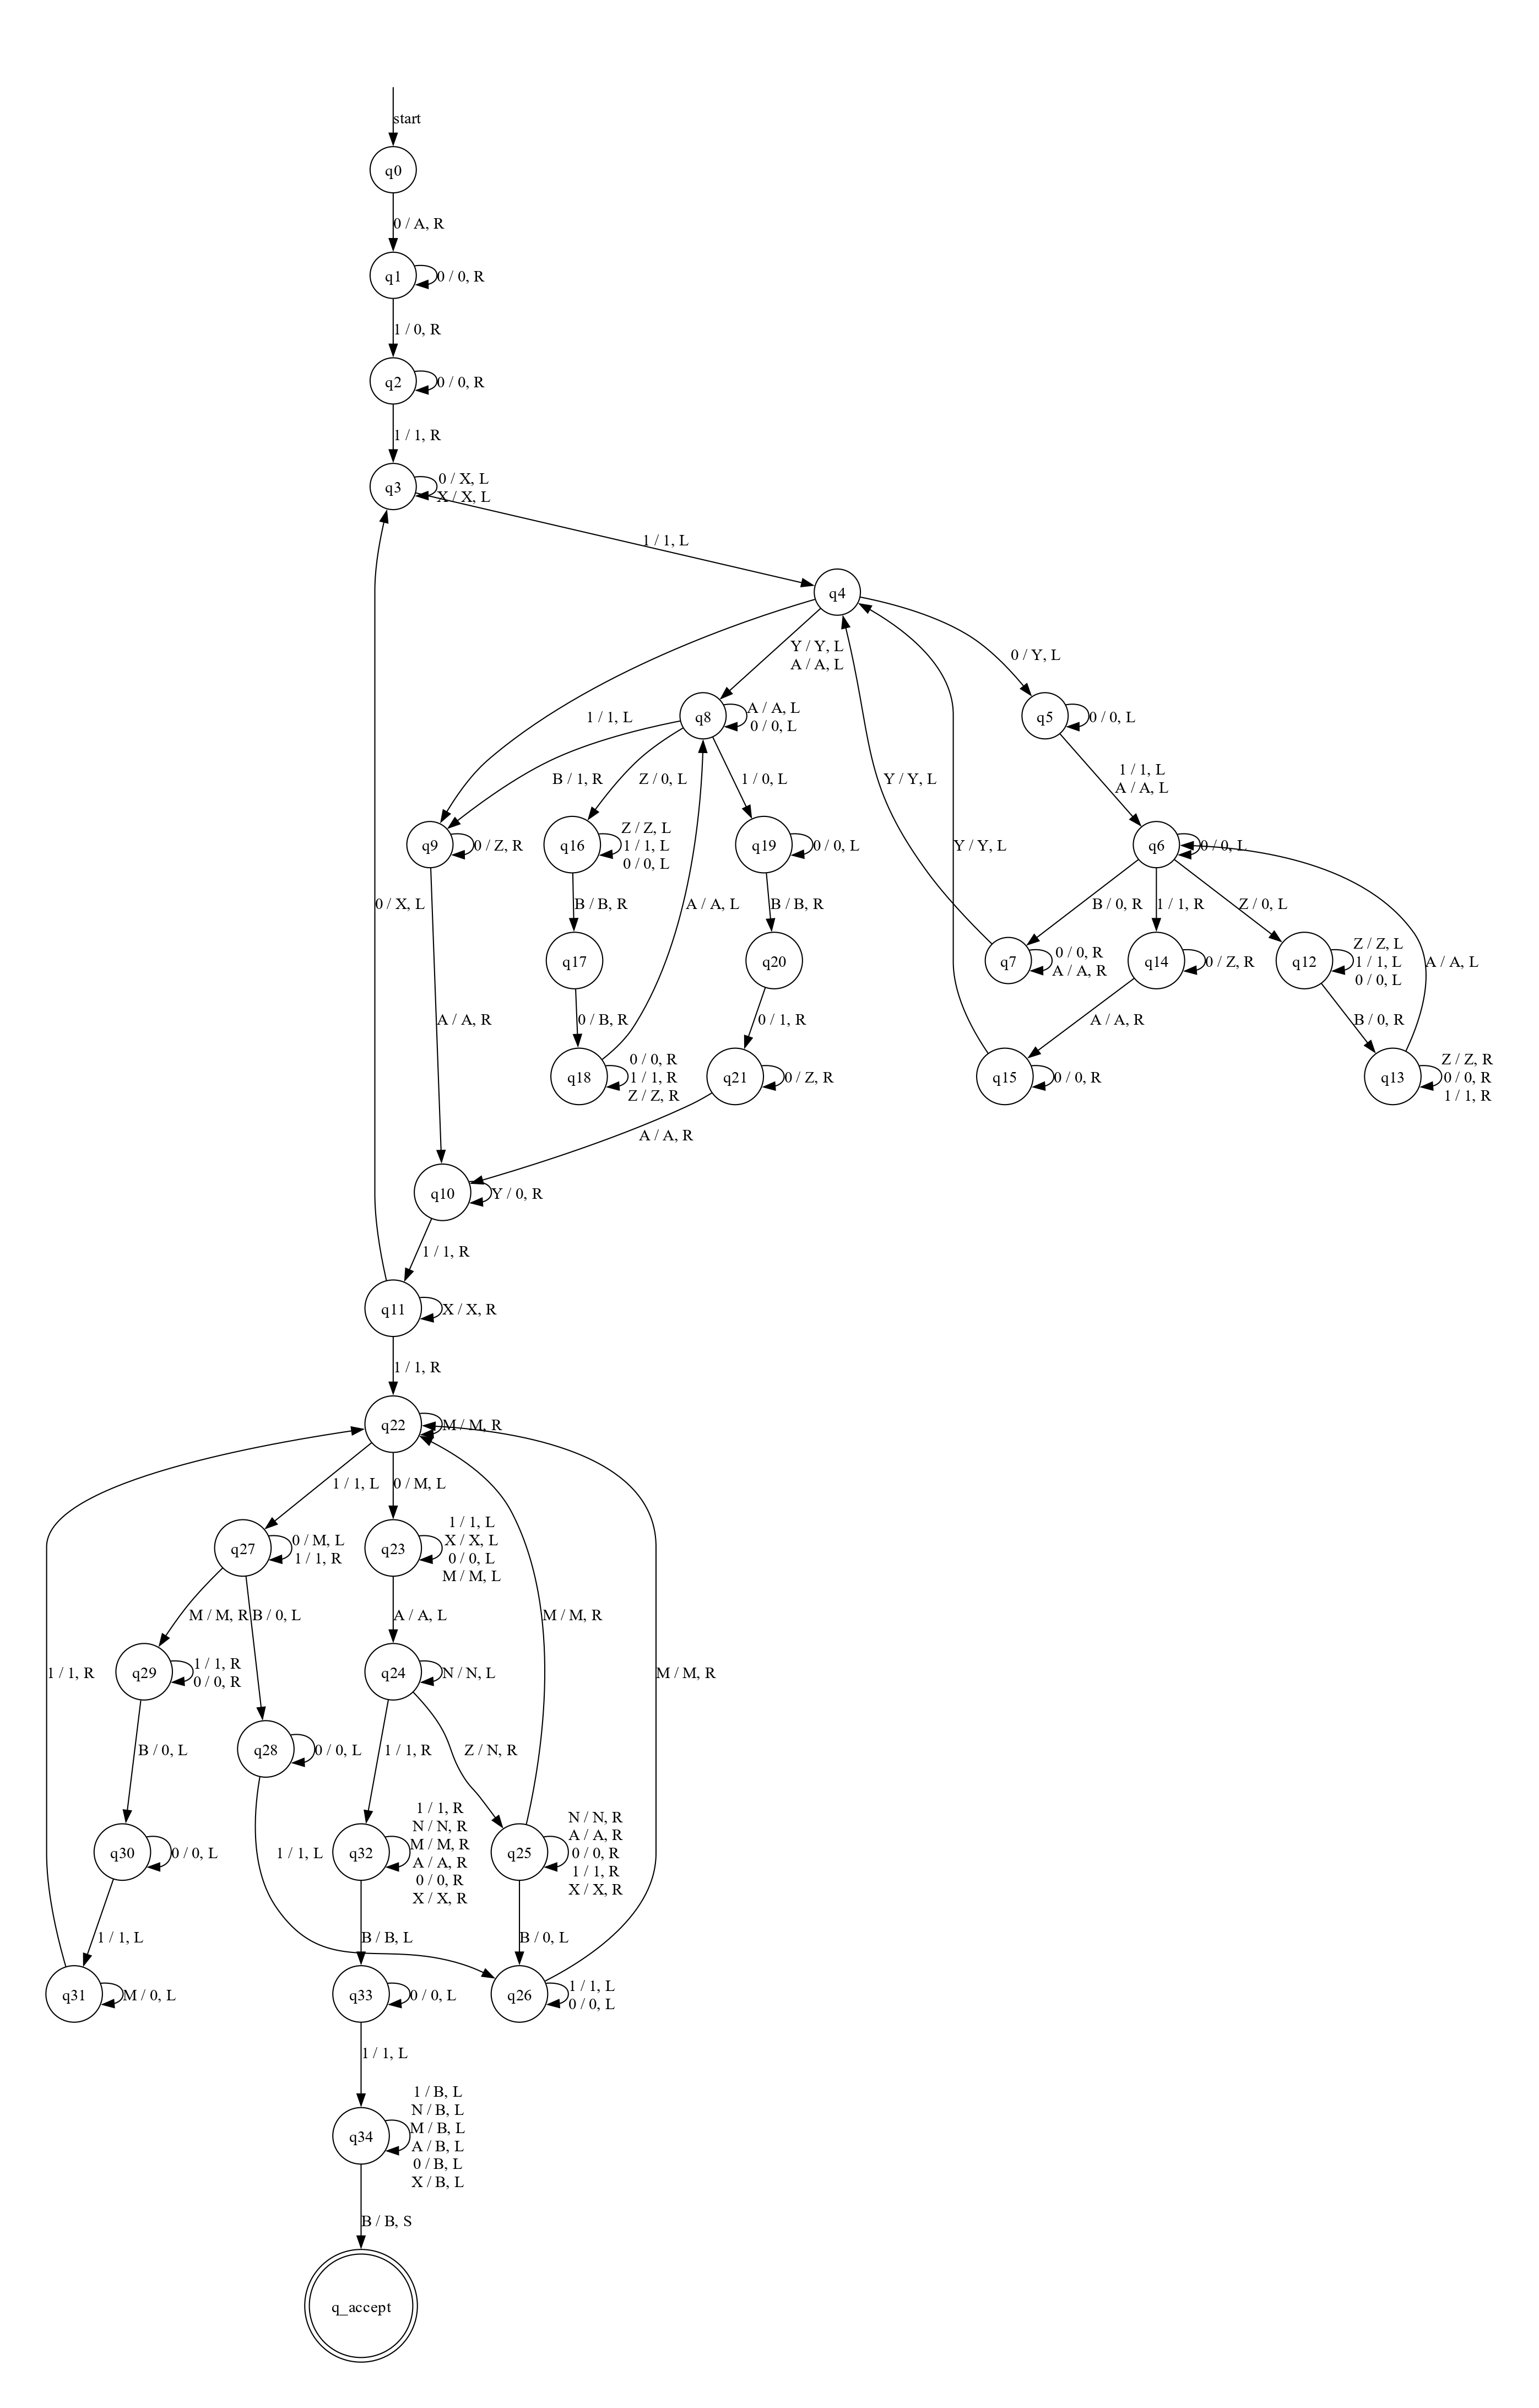 start
q0
0 / A, R
q1
0 / 0, R
1 / 0, R
q2
0 / 0, R
1 / 1, R
q3
0 / X, L
X / X, L
1 / 1, L
q4
Y / Y, L
A / A, L
0 / Y, L
1 / 1, L
q8
A / A, L
0 / 0, L
q5
0 / 0, L
B / 1, R
Z / 0, L
1 / 0, L
Y / Y, L
1 / 1, L
A / A, L
q9
0 / Z, R
q16
Z / Z, L
1 / 1, L
0 / 0, L
q19
0 / 0, L
Y / Y, L
q6
0 / 0, L
0 / X, L
B / B, R
A / A, L
B / B, R
B / 0, R
1 / 1, R
Z / 0, L
q17
q20
q7
0 / 0, R
A / A, R
q14
0 / Z, R
q12
Z / Z, L
1 / 1, L
0 / 0, L
A / A, L
A / A, R
0 / B, R
0 / 1, R
A / A, R
B / 0, R
q18
0 / 0, R
1 / 1, R
Z / Z, R
q21
0 / Z, R
q15
0 / 0, R
q13
Z / Z, R
0 / 0, R
1 / 1, R
A / A, R
q10
Y / 0, R
1 / 1, R
q11
X / X, R
1 / 1, R
q22
M / M, R
1 / 1, L
0 / M, L
q27
0 / M, L
1 / 1, R
q23
1 / 1, L
X / X, L
0 / 0, L
M / M, L
M / M, R
B / 0, L
A / A, L
M / M, R
1 / 1, R
q29
1 / 1, R
0 / 0, R
q24
N / N, L
M / M, R
B / 0, L
q28
0 / 0, L
1 / 1, R
Z / N, R
q30
0 / 0, L
1 / 1, L
q32
1 / 1, R
N / N, R
M / M, R
A / A, R
0 / 0, R
X / X, R
q25
N / N, R
A / A, R
0 / 0, R
1 / 1, R
X / X, R
1 / 1, L
B / B, L
B / 0, L
q31
M / 0, L
q33
0 / 0, L
q26
1 / 1, L
0 / 0, L
1 / 1, L
q34
1 / B, L
N / B, L
M / B, L
A / B, L
0 / B, L
X / B, L
B / B, S
q_accept